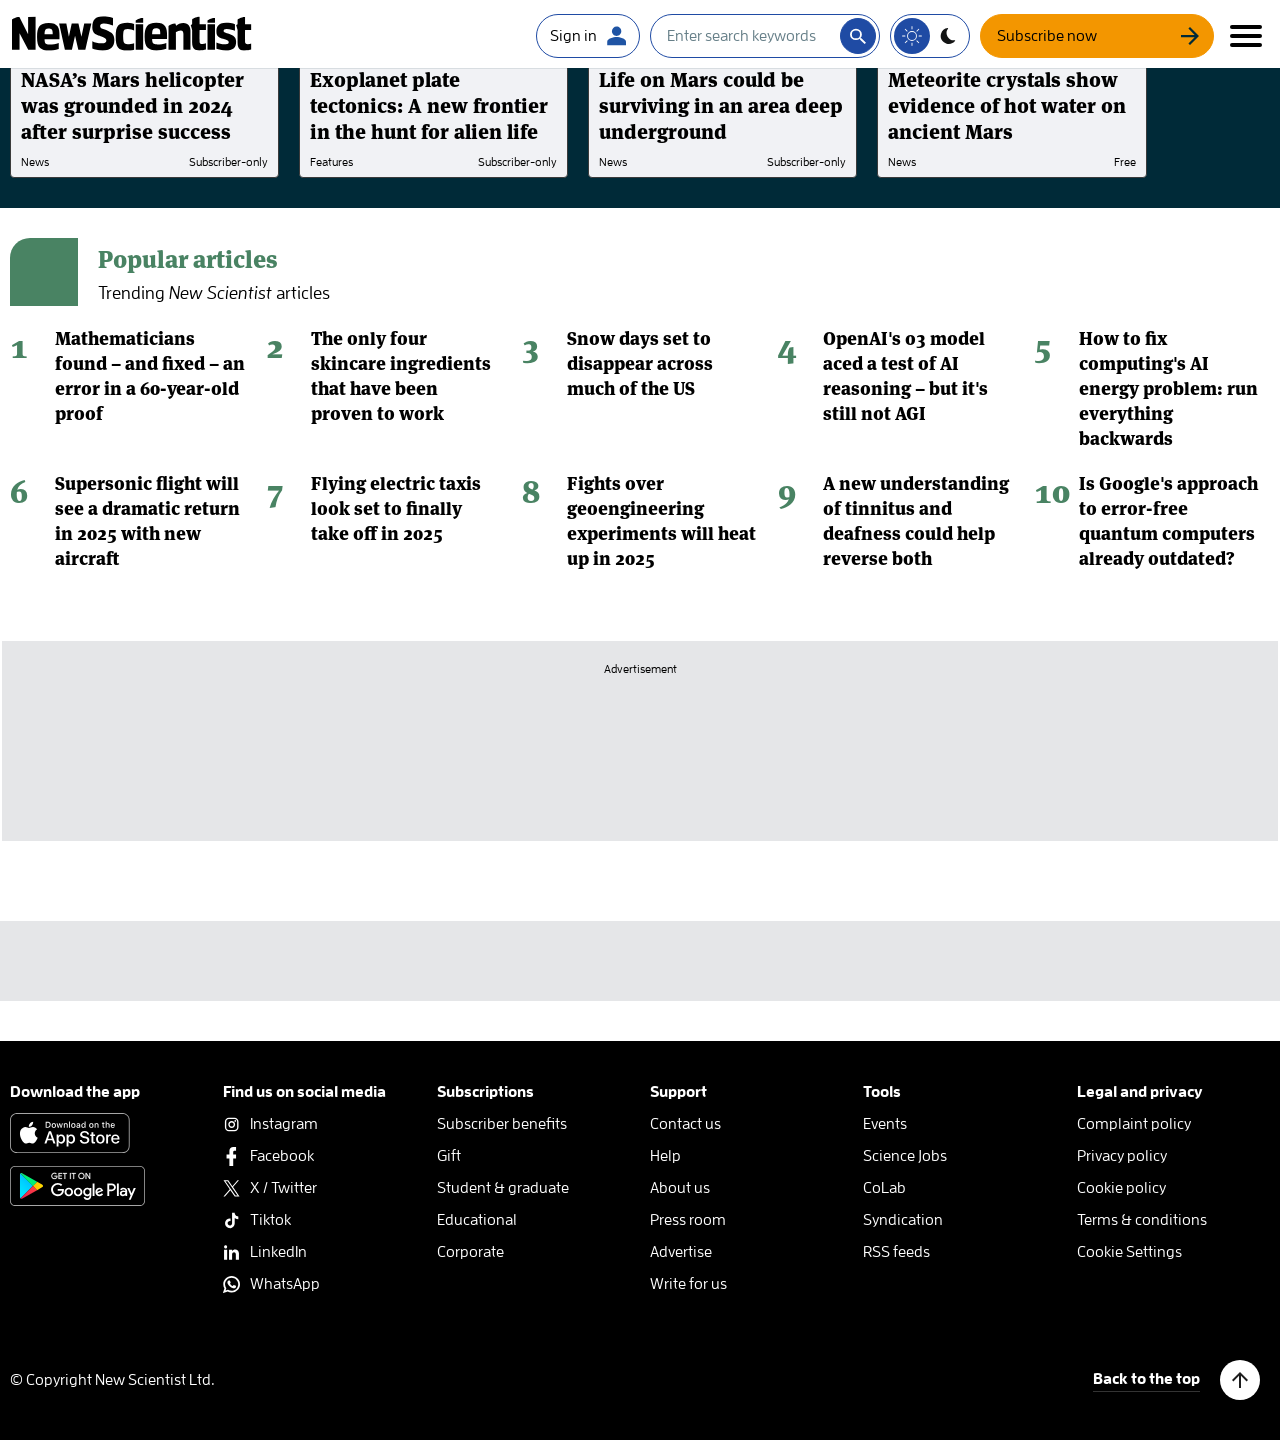 NewScientist
Sign in
Enter search keywords
Subscribe now
NASA’s Mars helicopter
was grounded in 2024
after surprise success
News
Subscriber-only
Exoplanet plate
tectonics: A new frontier
in the hunt for alien life
Features
Subscriber-only
Life on Mars could be
surviving in an area deep
underground
News
Subscriber-only
Meteorite crystals show
evidence of hot water on
ancient Mars
News
Free
Popular articles
Trending New Scientist articles
1
Mathematicians
found – and fixed – an
error in a 60-year-old
proof
2
The only four
skincare ingredients
that have been
proven to work
3
Snow days set to
disappear across
much of the US
4
OpenAI's o3 model
aced a test of AI
reasoning – but it's
still not AGI
5
How to fix
computing's AI
energy problem: run
everything
backwards
6
Supersonic flight will
see a dramatic return
in 2025 with new
aircraft
7
Flying electric taxis
look set to finally
take off in 2025
8
Fights over
geoengineering
experiments will heat
up in 2025
9
A new understanding
of tinnitus and
deafness could help
reverse both
10
Is Google's approach
to error-free
quantum computers
already outdated?
Advertisement
Download the app
Download on the
App Store
GET IT ON
Google Play
Find us on social media
Instagram
Facebook
X / Twitter
Tiktok
LinkedIn
WhatsApp
Subscriptions
Subscriber benefits
Gift
Student & graduate
Educational
Corporate
Support
Contact us
Help
About us
Press room
Advertise
Write for us
Tools
Events
Science Jobs
CoLab
Syndication
RSS feeds
Legal and privacy
Complaint policy
Privacy policy
Cookie policy
Terms & conditions
Cookie Settings
© Copyright New Scientist Ltd.
Back to the top